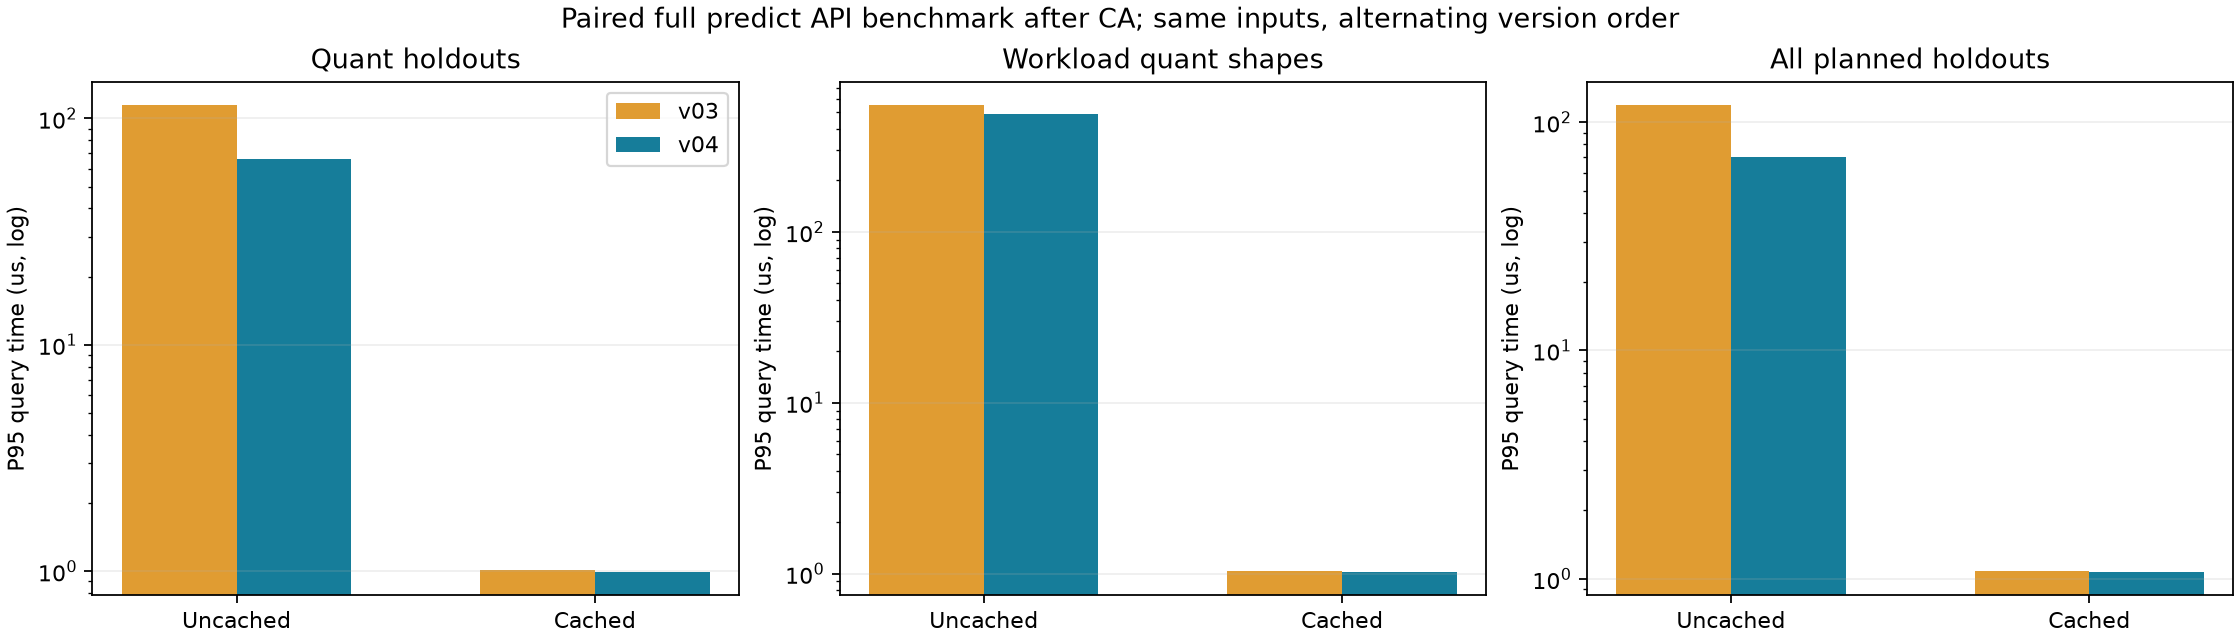 Paired full predict API benchmark after CA; same inputs, alternating version order
Quant holdouts
P95 query time (us, log)
10²
10¹
10⁰
v03
v04
Uncached
Cached
Workload quant shapes
P95 query time (us, log)
10²
10¹
10⁰
Uncached
Cached
All planned holdouts
P95 query time (us, log)
10²
10¹
10⁰
Uncached
Cached